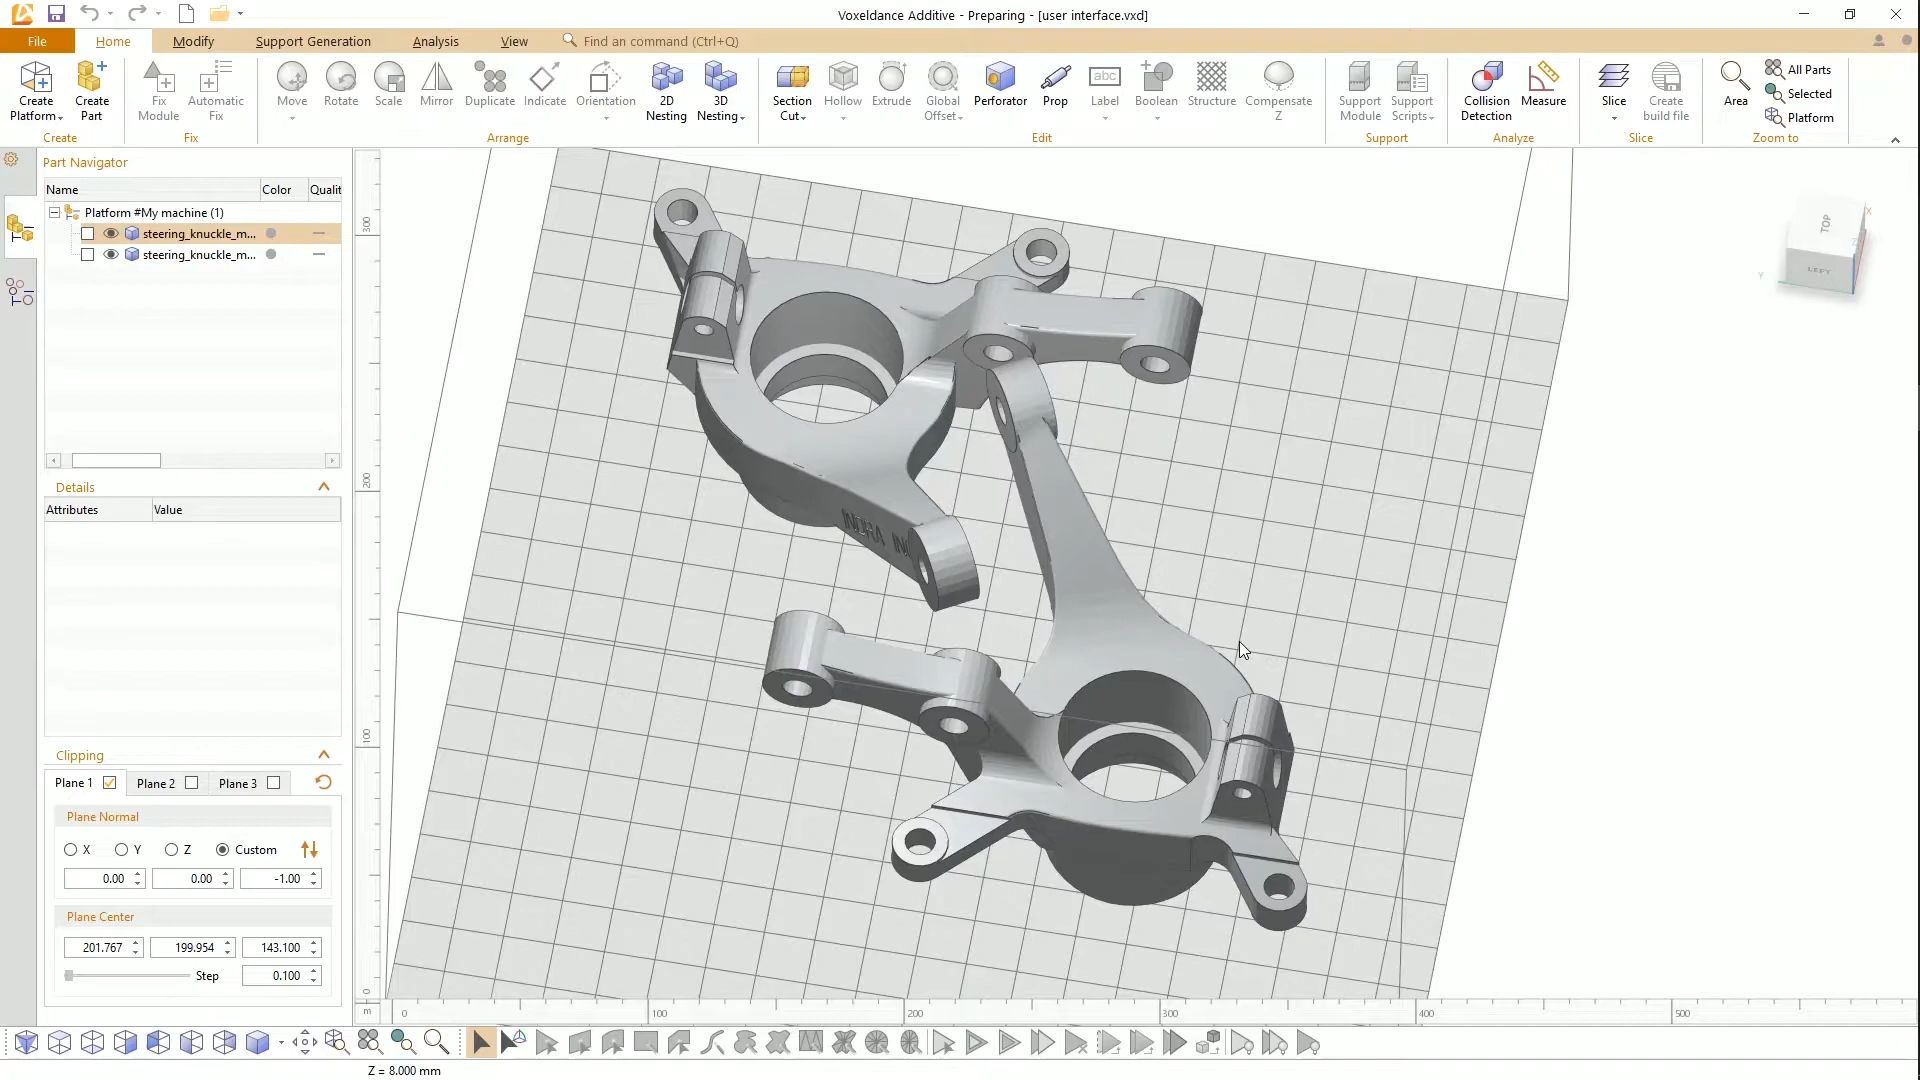 Voxeldance Additive - Preparing - [user interface.vxd]
File Home Modify Support Generation Analysis View Find an command (Ctrl+Q)
Create Platform
Create Part
Create
Fix Module
Automatic Fix
Fix
Move
Rotate
Scale
Mirror
Duplicate
Indicate
Orientation
2D Nesting
3D Nesting
Arrange
Section Cut
Hollow
Extrude
Global Offset
Perforator
Prop
abc
Label
Boolean
Structure
Compensate Z
Edit
Support Module
Support Scripts
Support
Collision Detection
Measure
Analyze
Slice
Create build file
Slice
Area
All Parts
Selected
Platform
Zoom to
Part Navigator
Name Color Qualit
Platform #My machine (1)
steering_knuckle_m...
steering_knuckle_m...
Details
Attributes Value
Clipping
Plane 1 Plane 2 Plane 3
Plane Normal
X Y Z Custom
0.00 0.00 -1.00
Plane Center
201.767 199.954 143.100
Step 0.100
300
200
100
0
m
0 100 200 300 400 500
TOP
LEFT
X
Y
Z
INDHA
Z = 8.000 mm